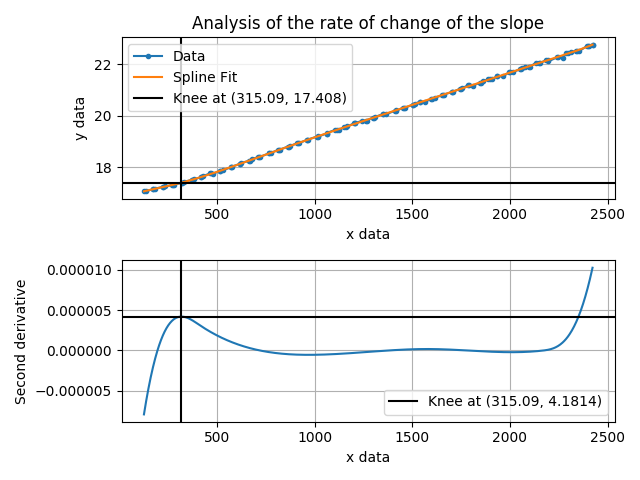 Analysis of the rate of change of the slope
Data
Spline Fit
Knee at (315.09, 17.408)
y data
22
20
18
500
1000
1500
2000
2500
x data
Second derivative
0.000010
0.000005
0.000000
−0.000005
Knee at (315.09, 4.1814)
500
1000
1500
2000
2500
x data